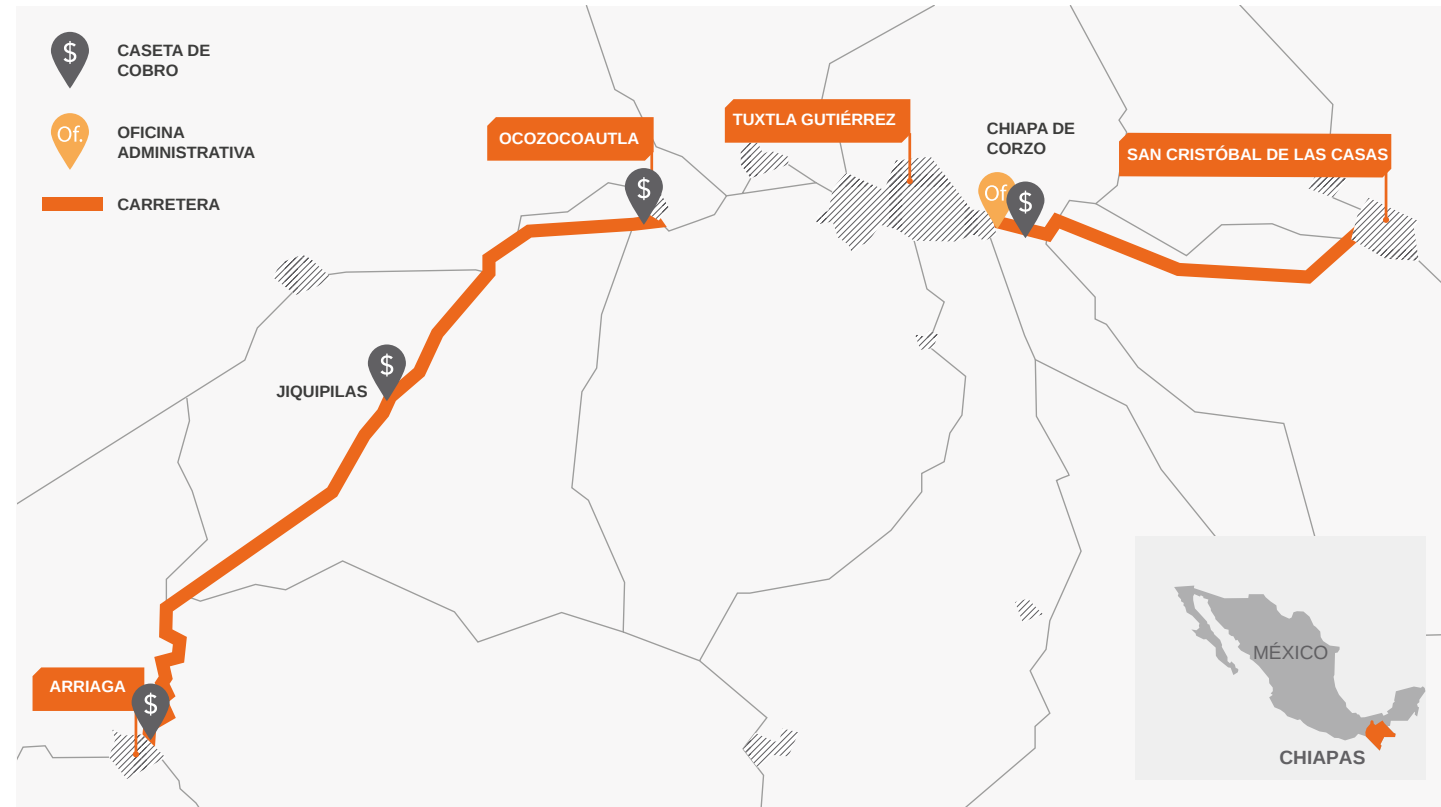 $
CASETA DE
COBRO
Of.
OFICINA
ADMINISTRATIVA
CARRETERA
OCOZOCOAUTLA
$
TUXTLA GUTIÉRREZ
CHIAPA DE
CORZO
Of.
$
SAN CRISTÓBAL DE LAS CASAS
$
JIQUIPILAS
ARRIAGA
$
MÉXICO
CHIAPAS